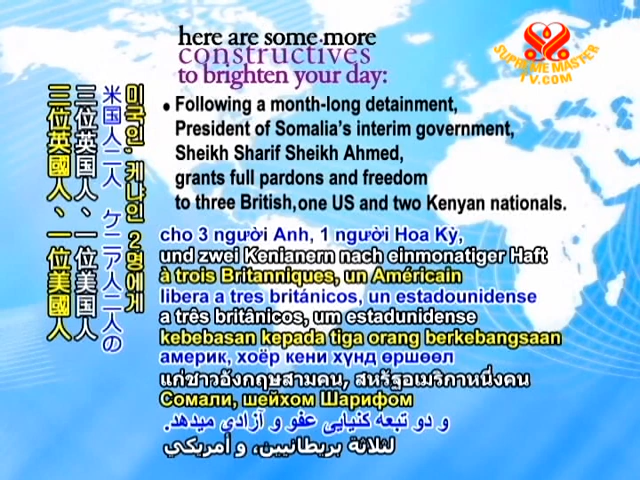 here are some more
constructives
to brighten your day:
SUPREME MASTER
TV.COM
• Following a month-long detainment,
President of Somalia's interim government,
Sheikh Sharif Sheikh Ahmed,
grants full pardons and freedom
to three British, one US and two Kenyan nationals.
미국인, 케냐인 2명에게
米国人一人 ケニア人二人の
三位英国人、一位美国人
三位英國人、一位美國人
cho 3 người Anh, 1 người Hoa Kỳ,
und zwei Kenianern nach einmonatiger Haft
à trois Britanniques, un Américain
libera a tres británicos, un estadounidense
a três britânicos, um estadunidense
kebebasan kepada tiga orang berkebangsaan
америк, хоёр кени хүнд өршөөл
แก่ชาวอังกฤษสามคน, สหรัฐอเมริกาหนึ่งคน
Сомали, шейхом Шарифом
و دو تبعه کنیایی عفو و آزادی میدهد.
لثلاثة بريطانيين، و أمريكي